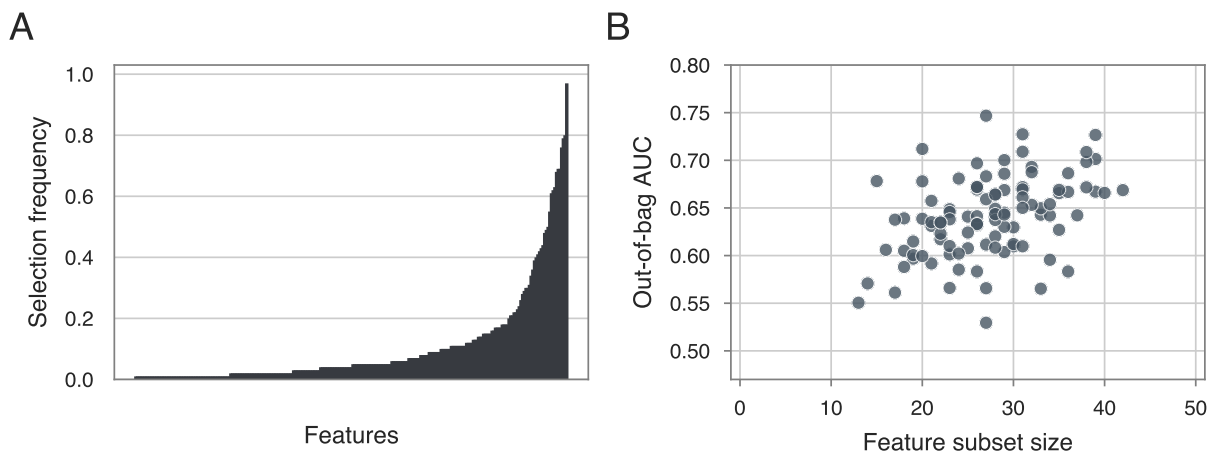 A
Selection frequency
1.0
0.8
0.6
0.4
0.2
0.0
Features
B
Out-of-bag AUC
0.80
0.75
0.70
0.65
0.60
0.55
0.50
0 10 20 30 40 50
Feature subset size